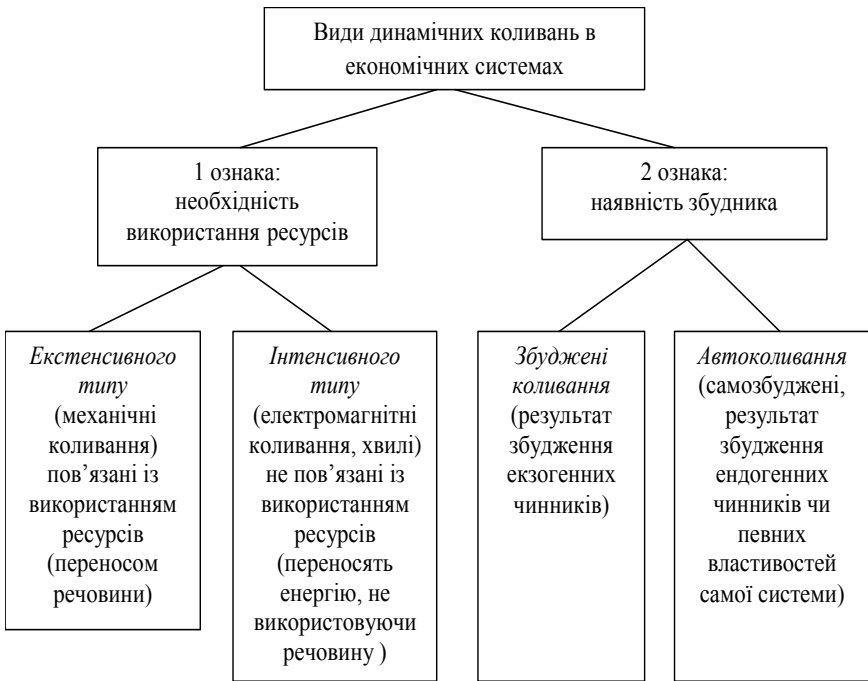 Види динамічних коливань в
економічних системах
1 ознака:
необхідність
використання ресурсів
2 ознака:
наявність збудника
Екстенсивного
типу
(механічні
коливання)
пов’язані із
використанням
ресурсів
(переносом
речовини)
Інтенсивного
типу
(електромагнітні
коливання, хвилі)
не пов’язані із
використанням
ресурсів
(переносять
енергію, не
використовуючи
речовину )
Збуджені
коливання
(результат
збудження
екзогенних
чинників)
Автоколивання
(самозбуджені,
результат
збудження
ендогенних
чинників чи
певних
властивостей
самої системи)